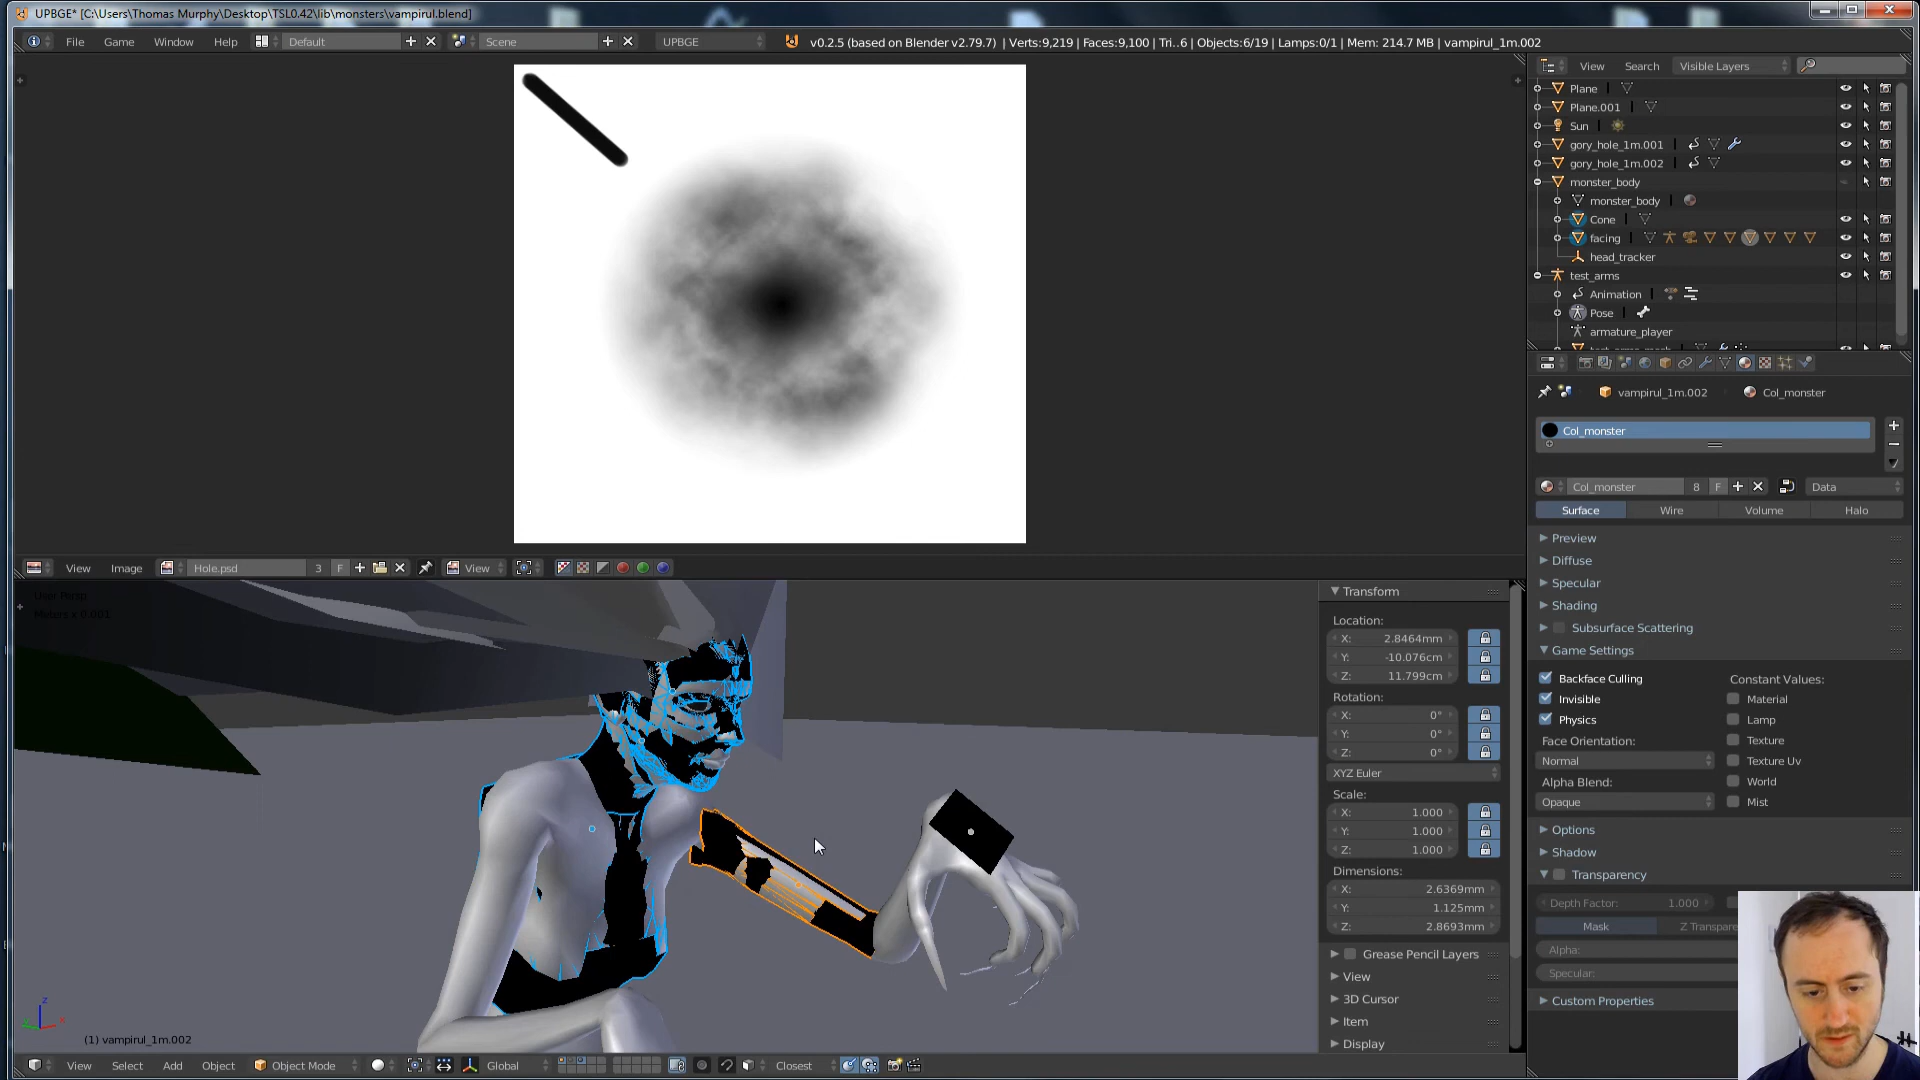 UPBGE* [C:\Users\Thomas Murphy\Desktop\TSL0.42\lib\monsters\vampirul.blend]
File Game Window Help Default Scene UPBGE v0.2.5 (based on Blender v2.79.7) | Verts:9,219 | Faces:9,100 | Tri..6 | Objects:6/19 | Lamps:0/1 | Mem: 214.7 MB | vampirul_1m.002
View Search Visible Layers
Plane
Plane.001
Sun
gory_hole_1m.001
gory_hole_1m.002
monster_body
monster_body
Cone
facing
head_tracker
test_arms
Animation
Pose
armature_player
vampirul_1m.002 Col_monster
Col_monster
Col_monster 8 F Data
Surface Wire Volume Halo
Preview
Diffuse
Specular
Shading
Subsurface Scattering
Game Settings
Backface Culling Constant Values:
Invisible Material
Physics Lamp
Face Orientation: Texture
Normal Texture Uv
Alpha Blend: World
Opaque Mist
Options
Shadow
Transparency
Depth Factor: 1.000
Mask Z Transpare
Alpha:
Specular:
Custom Properties
View Image Hole.psd 3 F View
User Persp
Meters x 0.001
Transform
Location:
X: 2.8464mm
Y: -10.076cm
Z: 11.799cm
Rotation:
X: 0°
Y: 0°
Z: 0°
XYZ Euler
Scale:
X: 1.000
Y: 1.000
Z: 1.000
Dimensions:
X: 2.6369mm
Y: 1.125mm
Z: 2.8693mm
Grease Pencil Layers
View
3D Cursor
Item
Display
(1) vampirul_1m.002
View Select Add Object Object Mode Global Closest